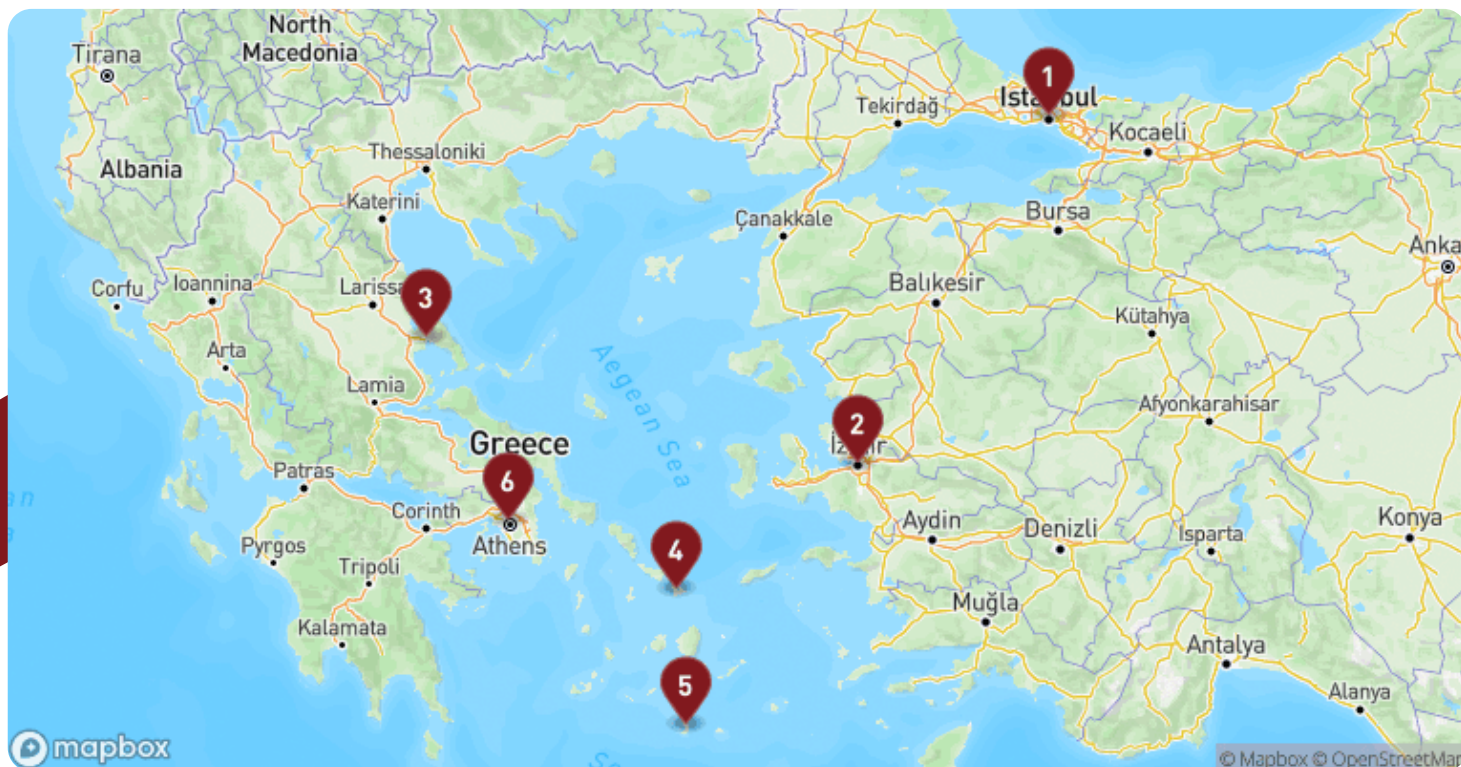 North
Macedonia
Tirana
1
Istanbul
Tekirdağ
Kocaeli
Thessaloniki
Albania
Katerini
Çanakkale
Bursa
Anka
Corfu
Ioannina
Larissa
3
Balıkesir
Kütahya
Arta
Aegean Sea
Lamia
Afyonkarahisar
2
İzmir
Greece
Patras
6
Corinth
Athens
Aydin
Denizli
Isparta
Konya
Pyrgos
Tripoli
4
Muğla
Kalamata
Antalya
5
Alanya
mapbox
© Mapbox © OpenStreetMap